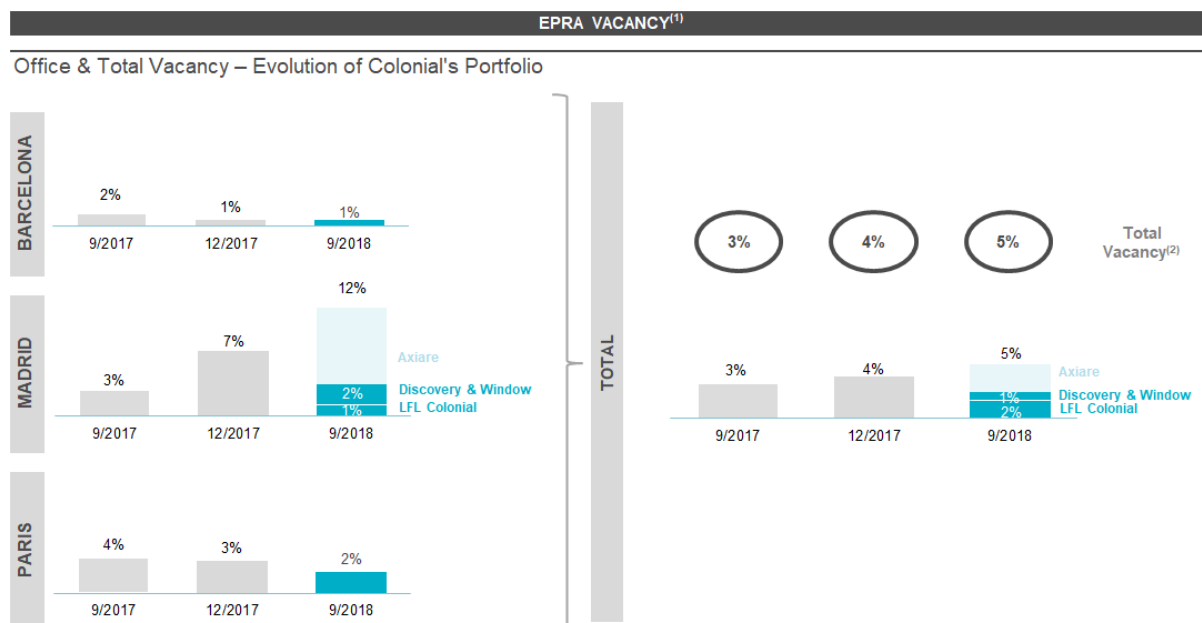 EPRA VACANCY(1)
Office & Total Vacancy – Evolution of Colonial's Portfolio
BARCELONA
2%
1%
1%
9/2017
12/2017
9/2018
MADRID
3%
7%
12%
Axiare
2%
Discovery & Window
1%
LFL Colonial
9/2017
12/2017
9/2018
PARIS
4%
3%
2%
9/2017
12/2017
9/2018
TOTAL
3%
4%
5%
Total
Vacancy(2)
3%
4%
5%
Axiare
1%
Discovery & Window
2%
LFL Colonial
9/2017
12/2017
9/2018